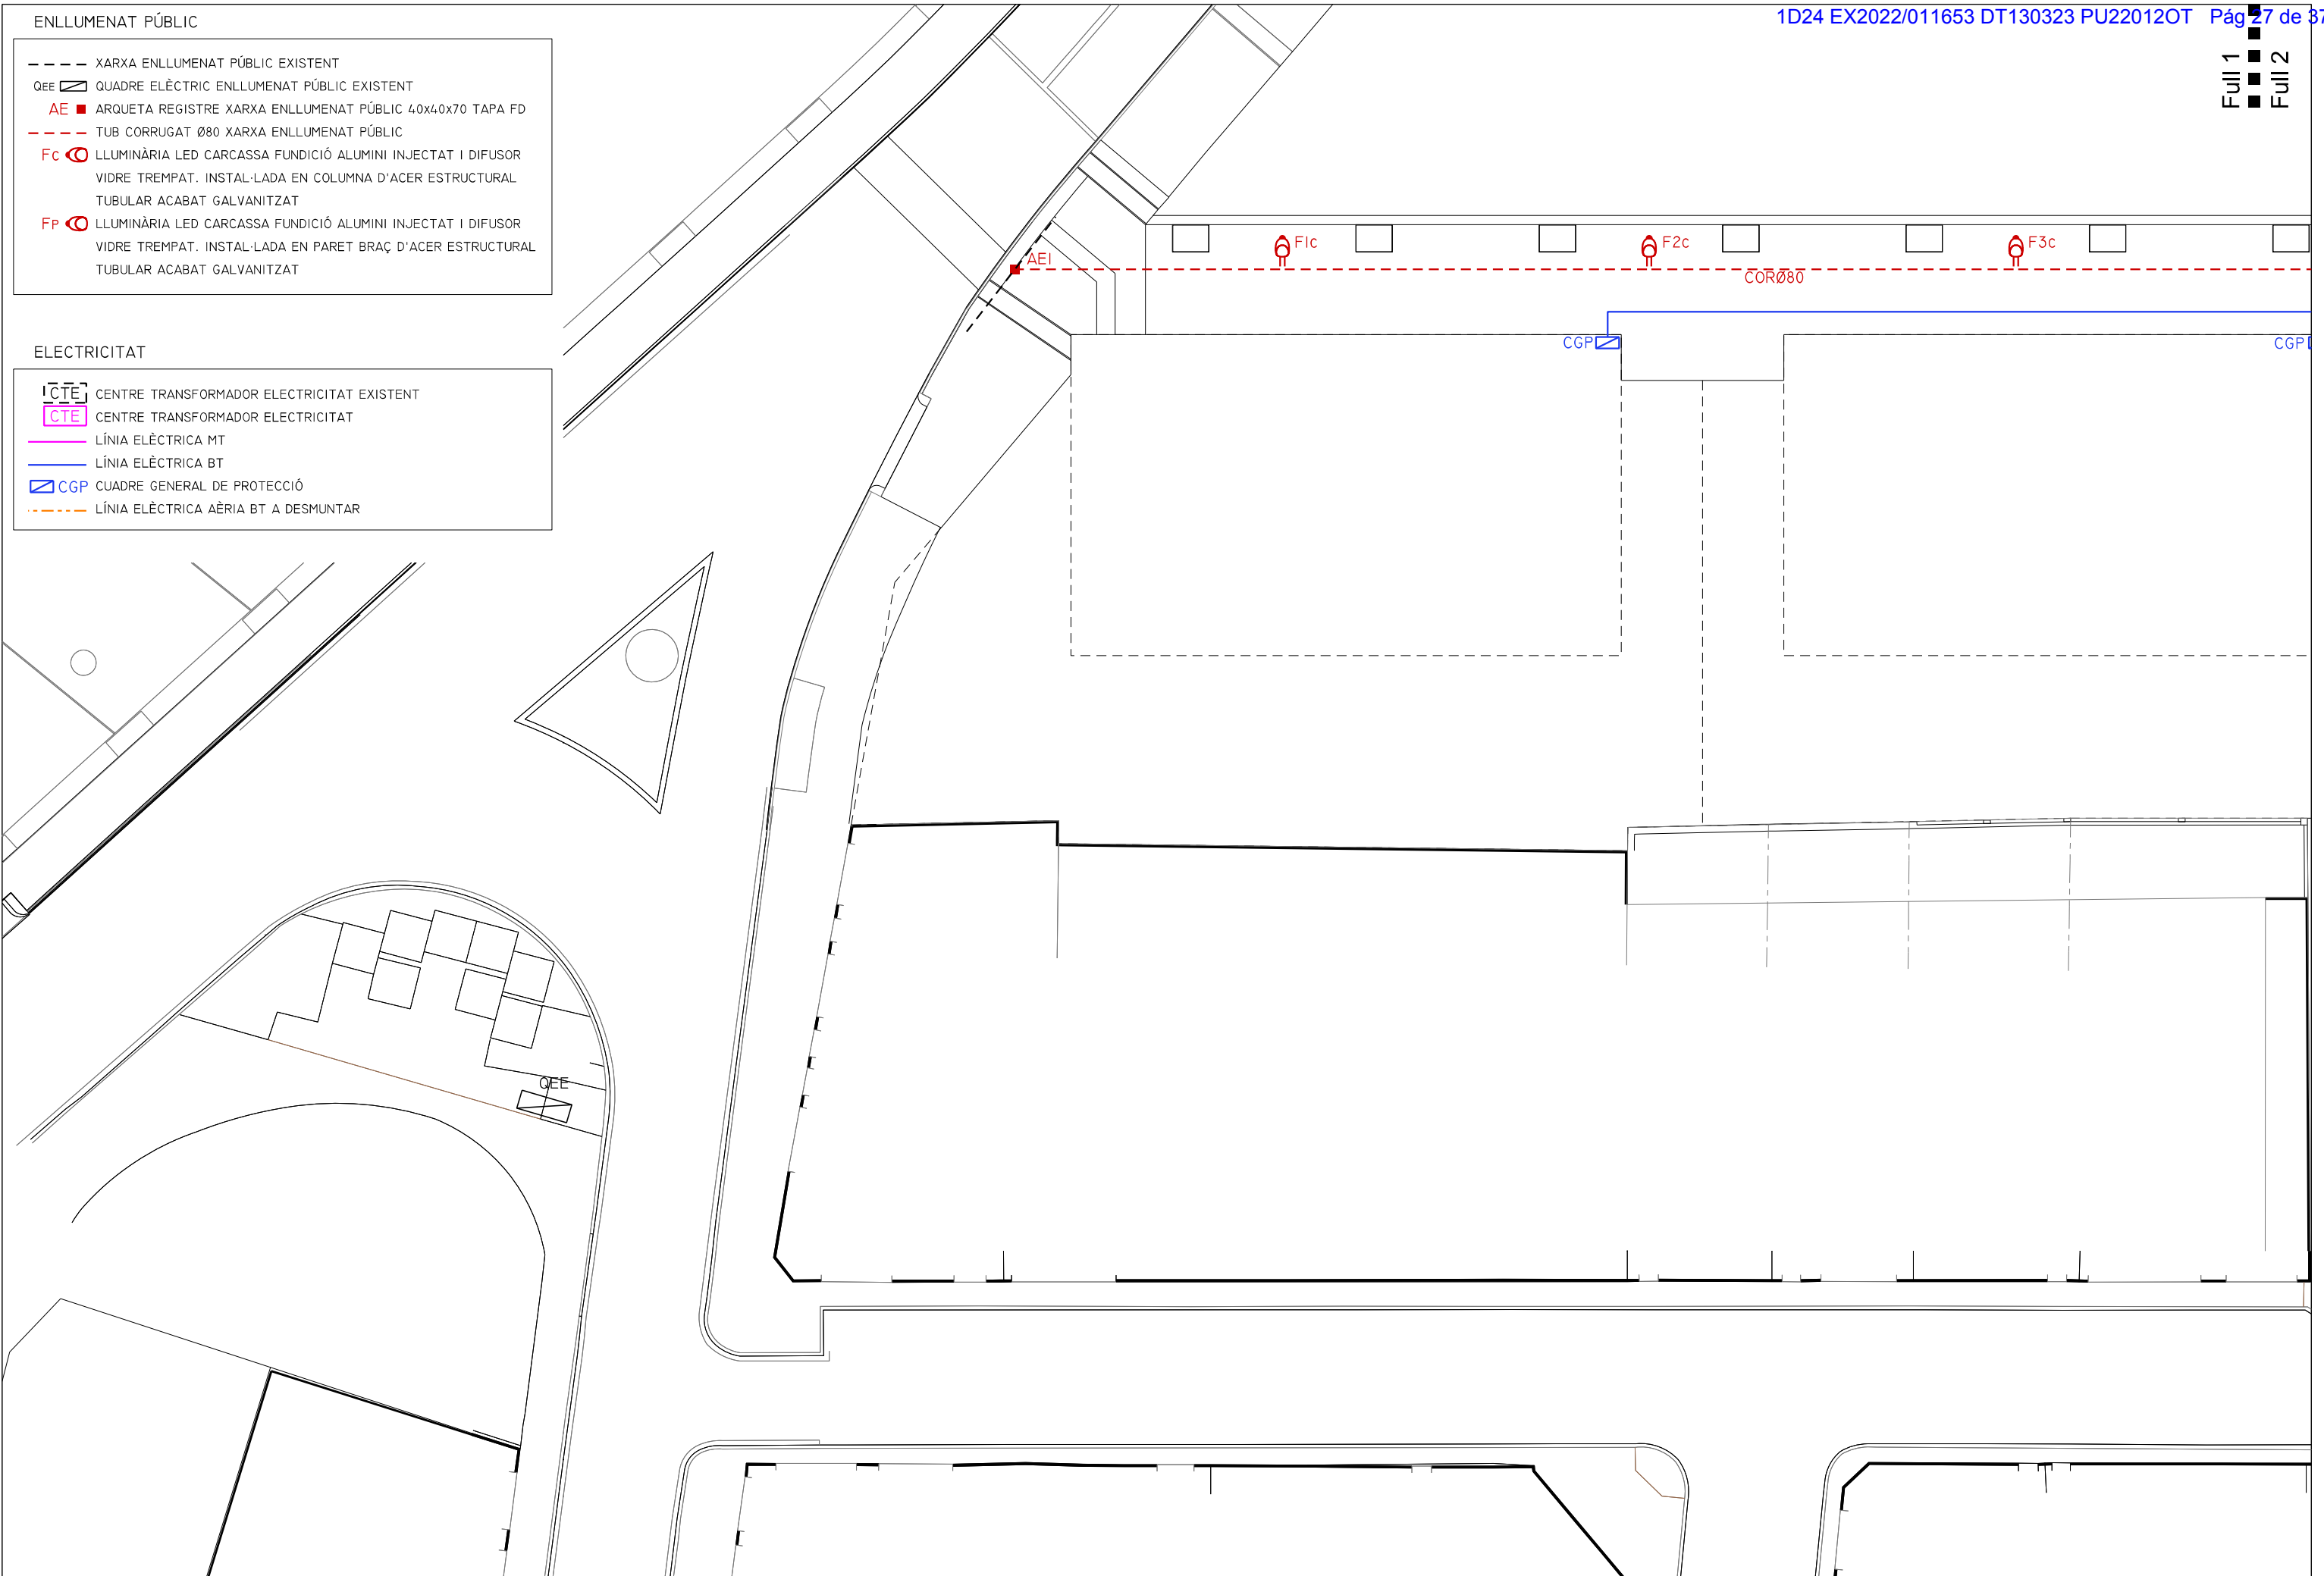 1D24 EX2022/011653 DT130323 PU22012OT Pág 27 de 37
Full 1
Full 2
ENLLUMENAT PÚBLIC
XARXA ENLLUMENAT PÚBLIC EXISTENT
QEE QUADRE ELÈCTRIC ENLLUMENAT PÚBLIC EXISTENT
AE ARQUETA REGISTRE XARXA ENLLUMENAT PÚBLIC 40x40x70 TAPA FD
TUB CORRUGAT Ø80 XARXA ENLLUMENAT PÚBLIC
Fc LLUMINÀRIA LED CARCASSA FUNDICIÓ ALUMINI INJECTAT I DIFUSOR
VIDRE TREMPAT. INSTAL·LADA EN COLUMNA D'ACER ESTRUCTURAL
TUBULAR ACABAT GALVANITZAT
FP LLUMINÀRIA LED CARCASSA FUNDICIÓ ALUMINI INJECTAT I DIFUSOR
VIDRE TREMPAT. INSTAL·LADA EN PARET BRAÇ D'ACER ESTRUCTURAL
TUBULAR ACABAT GALVANITZAT
ELECTRICITAT
CTE CENTRE TRANSFORMADOR ELECTRICITAT EXISTENT
CTE CENTRE TRANSFORMADOR ELECTRICITAT
LÍNIA ELÈCTRICA MT
LÍNIA ELÈCTRICA BT
CGP CUADRE GENERAL DE PROTECCIÓ
LÍNIA ELÈCTRICA AÈRIA BT A DESMUNTAR
F1c
F2c
F3c
AE1
CORØ80
CGP
CGP
QEE